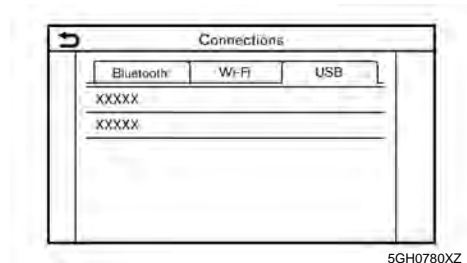 Connections
Bluetooth Wi-Fi USB
XXXXX
XXXXX
5GH0780XZ